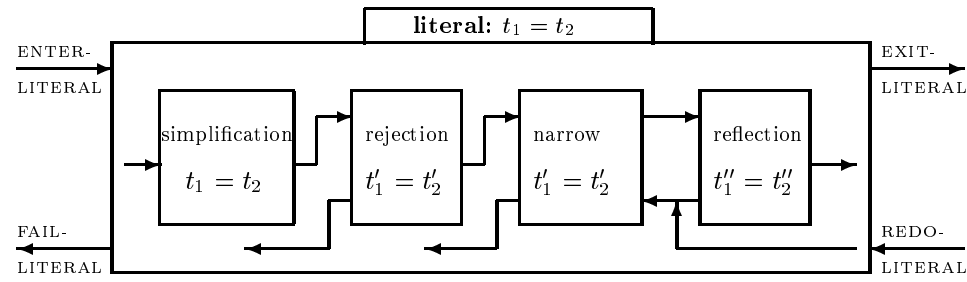 literal: t₁ = t₂
ENTER-
LITERAL
EXIT-
LITERAL
simplification
t₁ = t₂
rejection
t′₁ = t′₂
narrow
t′₁ = t′₂
reflection
t″₁ = t″₂
FAIL-
LITERAL
REDO-
LITERAL